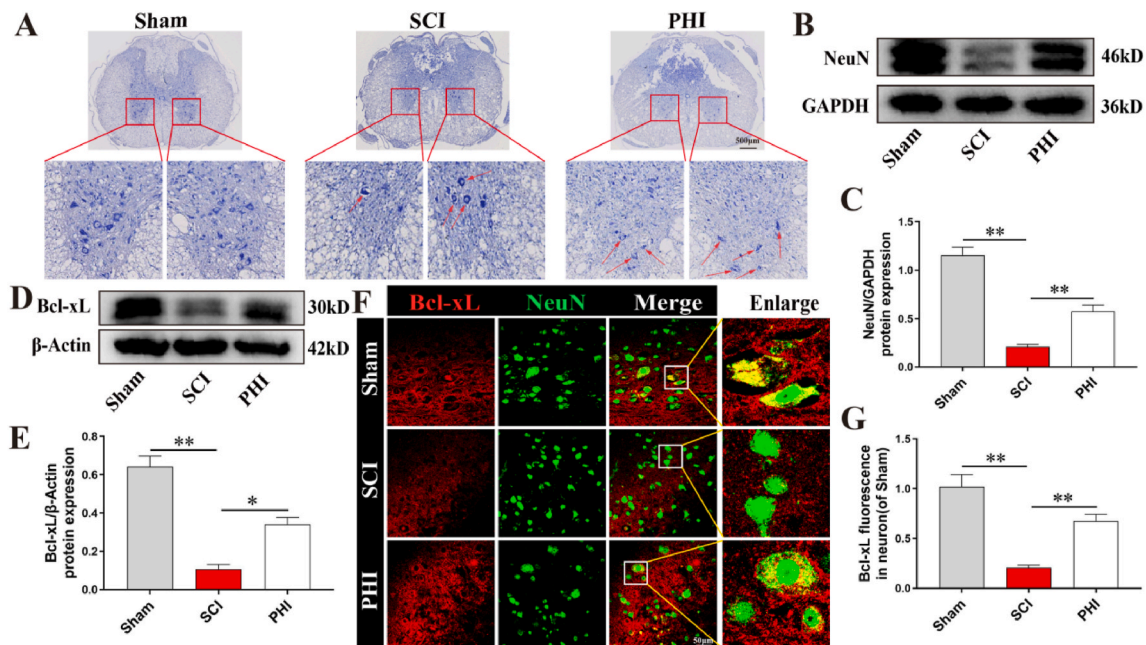 A
Sham
SCI
PHI
500μm
B
NeuN
46kD
GAPDH
36kD
Sham
SCI
PHI
C
NeuN/GAPDH
protein expression
1.5
1.0
0.5
0.0
**
**
Sham
SCI
PHI
D
Bcl-xL
30kD
β-Actin
42kD
Sham
SCI
PHI
E
Bcl-xL/β-Actin
protein expression
0.8
0.6
0.4
0.2
0.0
**
*
Sham
SCI
PHI
F
Bcl-xL
NeuN
Merge
Enlarge
Sham
SCI
PHI
50μm
G
Bcl-xL fluorescence
in neuron(of Sham)
1.5
1.0
0.5
0.0
**
**
Sham
SCI
PHI